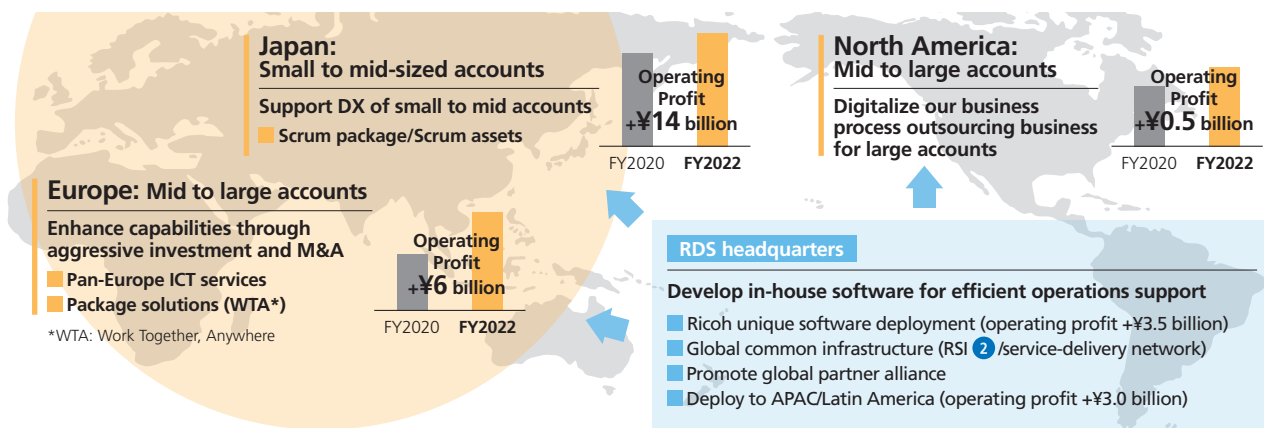 Japan:
Small to mid-sized accounts
Support DX of small to mid accounts
Scrum package/Scrum assets
Operating
Profit
+¥14 billion
FY2020 FY2022
North America:
Mid to large accounts
Digitalize our business
process outsourcing business
for large accounts
Operating
Profit
+¥0.5 billion
FY2020 FY2022
Europe: Mid to large accounts
Enhance capabilities through
aggressive investment and M&A
Pan-Europe ICT services
Package solutions (WTA*)
*WTA: Work Together, Anywhere
Operating
Profit
+¥6 billion
FY2020 FY2022
RDS headquarters
Develop in-house software for efficient operations support
Ricoh unique software deployment (operating profit +¥3.5 billion)
Global common infrastructure (RSI 2 /service-delivery network)
Promote global partner alliance
Deploy to APAC/Latin America (operating profit +¥3.0 billion)